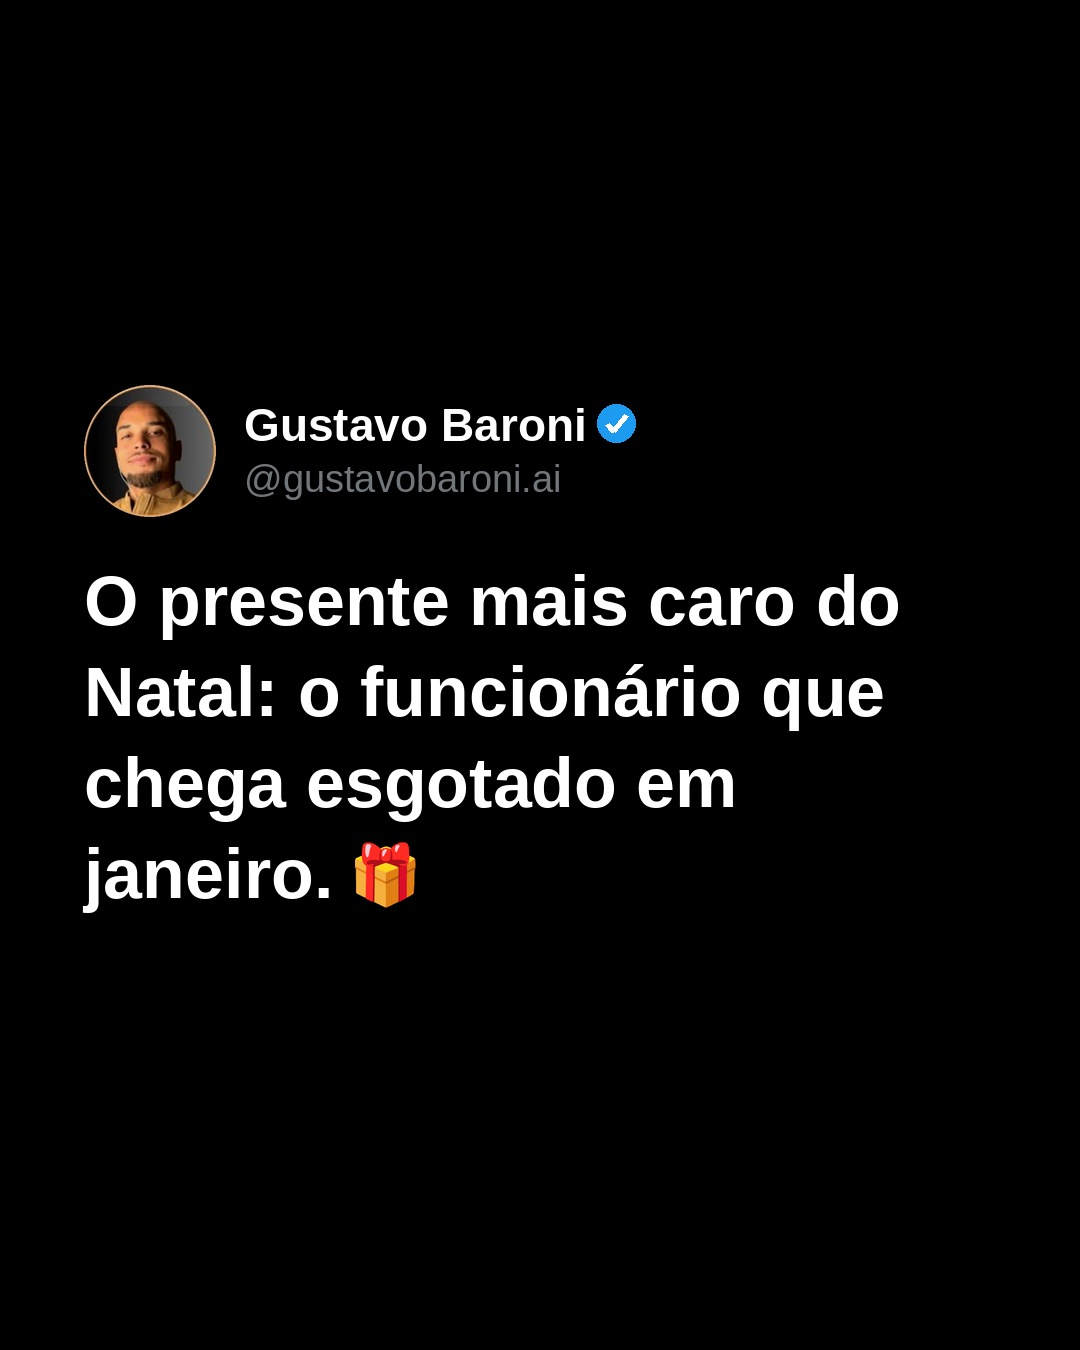 Gustavo Baroni
@gustavobaroni.ai
O presente mais caro do
Natal: o funcionário que
chega esgotado em
janeiro. 🎁